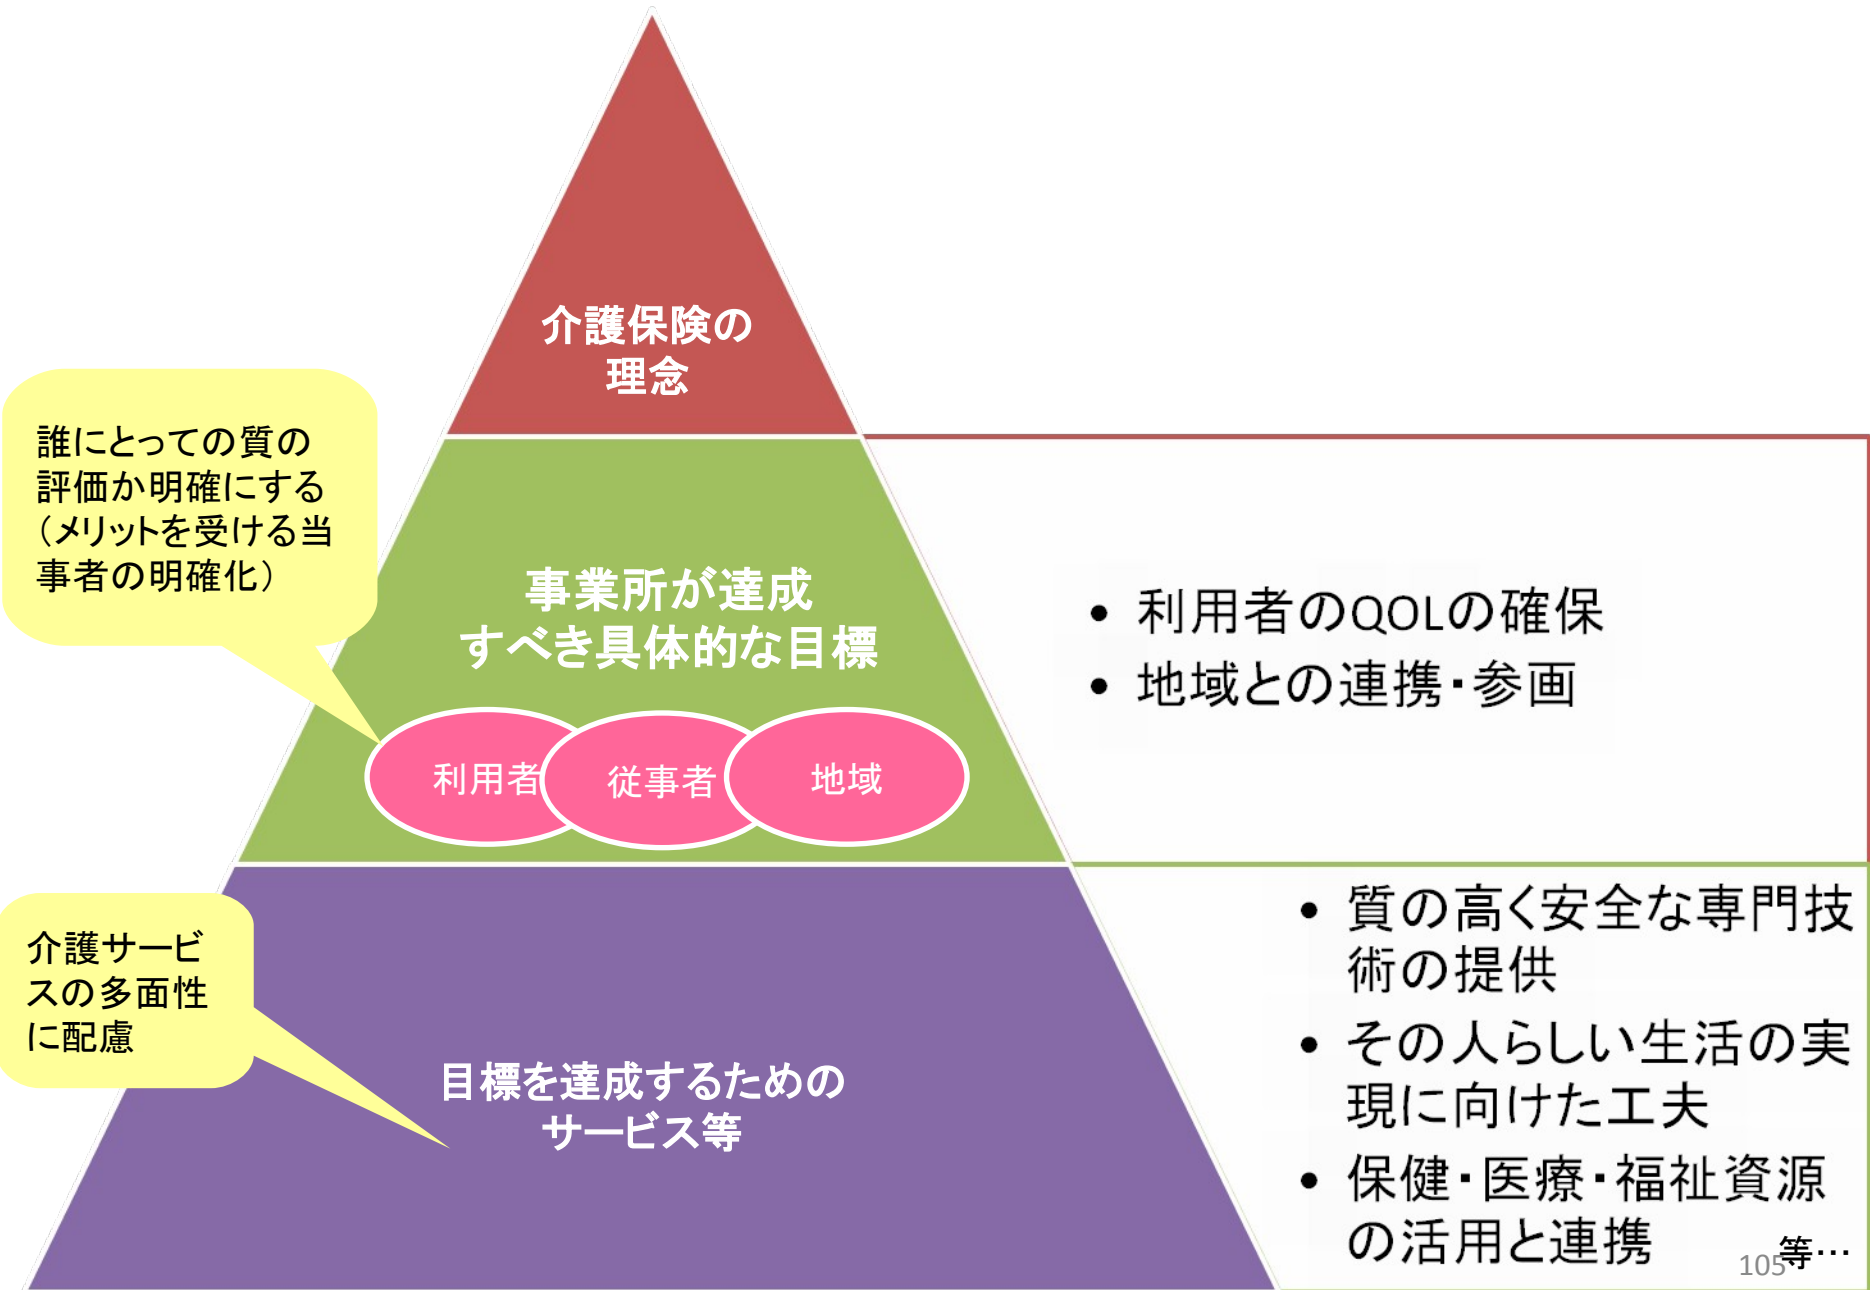 介護保険の
理念
誰にとっての質の
評価か明確にする
（メリットを受ける当
事者の明確化）
事業所が達成
すべき具体的な目標
利用者
従事者
地域
• 利用者のQOLの確保
• 地域との連携・参画
介護サービ
スの多面性
に配慮
目標を達成するための
サービス等
• 質の高く安全な専門技
術の提供
• その人らしい生活の実
現に向けた工夫
• 保健・医療・福祉資源
の活用と連携
等…
105